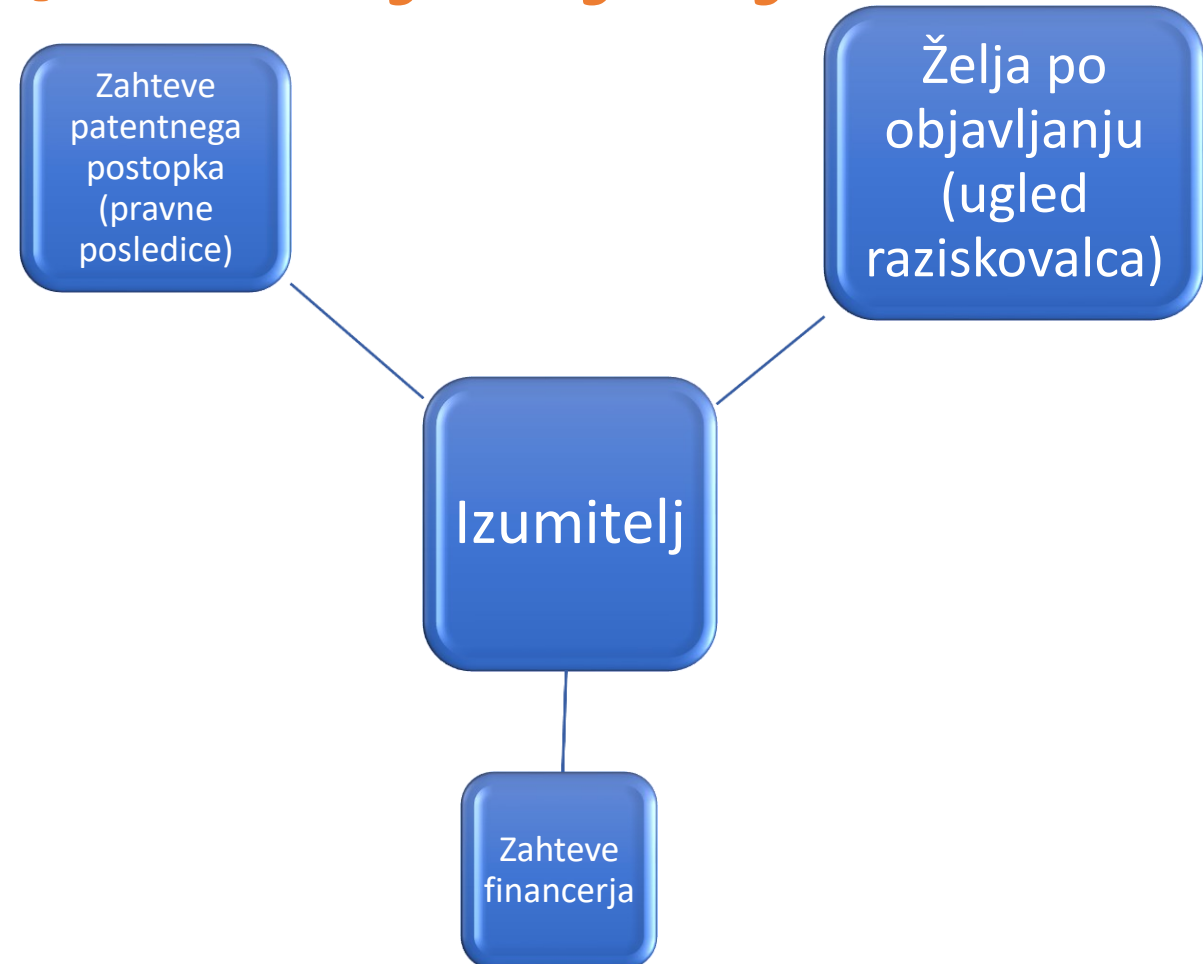 Zahteve
patentnega
postopka
(pravne
posledice)
Želja po
objavljanju
(ugled
raziskovalca)
Izumitelj
Zahteve
financerja